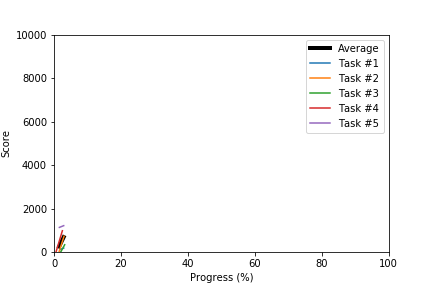 10000
8000
6000
4000
2000
0
Score
Average
Task #1
Task #2
Task #3
Task #4
Task #5
0 20 40 60 80 100
Progress (%)